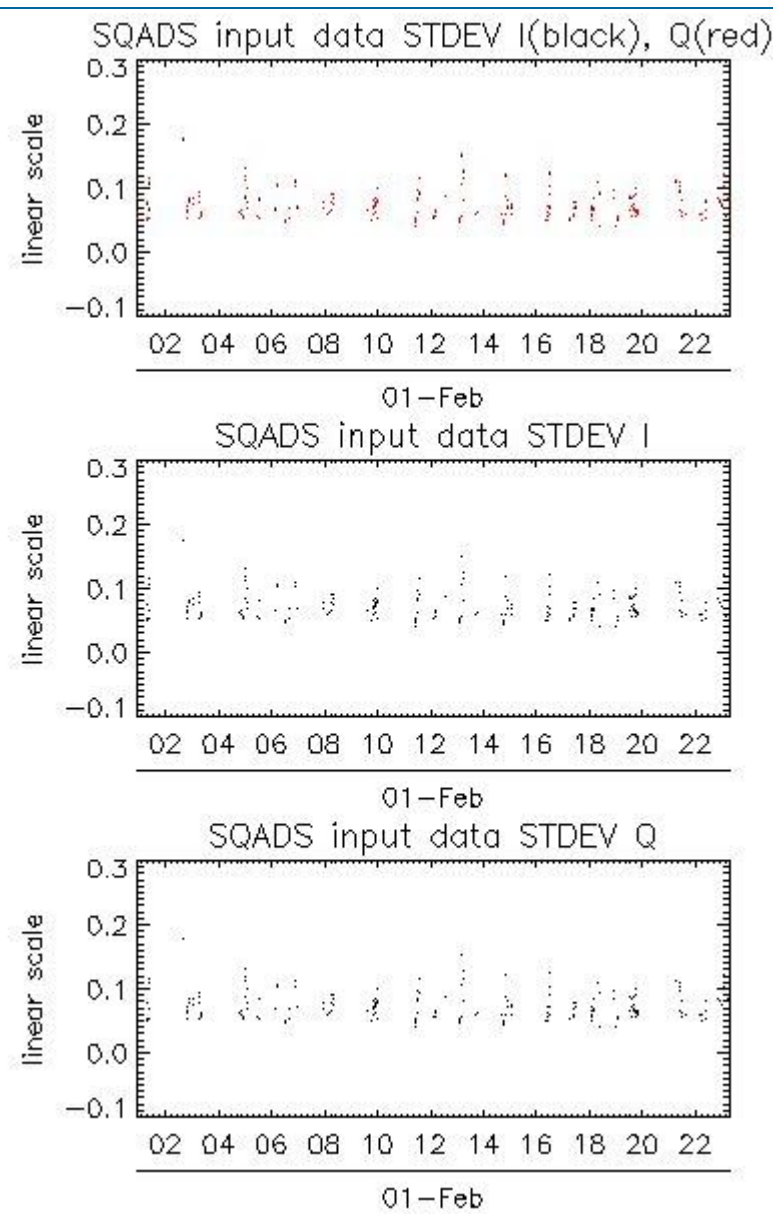 SQADS input data STDEV I(black), Q(red)
0.3
0.2
0.1
0.0
-0.1
linear scale
02 04 06 08 10 12 14 16 18 20 22
01-Feb
SQADS input data STDEV I
0.3
0.2
0.1
0.0
-0.1
linear scale
02 04 06 08 10 12 14 16 18 20 22
01-Feb
SQADS input data STDEV Q
0.3
0.2
0.1
0.0
-0.1
linear scale
02 04 06 08 10 12 14 16 18 20 22
01-Feb